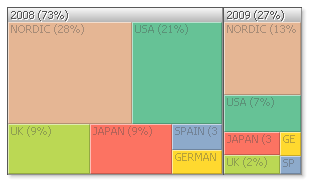 2008 (73%)
NORDIC (28%)
USA (21%)
UK (9%)
JAPAN (9%)
SPAIN (3
GERMAN
2009 (27%)
NORDIC (13%
USA (7%)
JAPAN (3
GE
UK (2%)
SP